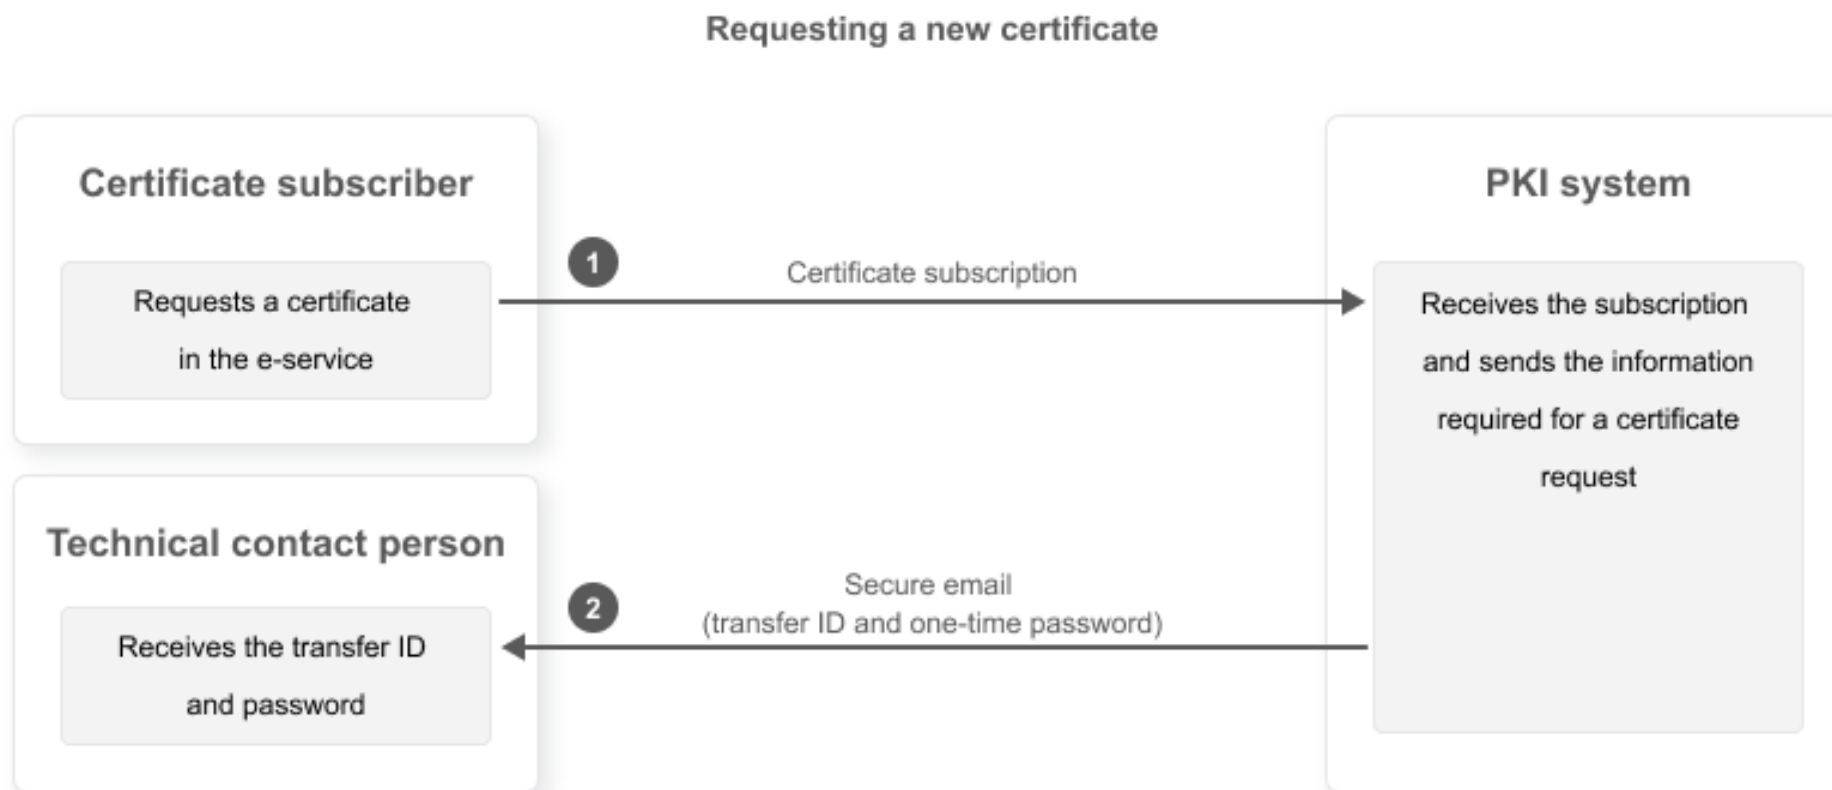 Requesting a new certificate
Certificate subscriber
Requests a certificate
in the e-service
1
Certificate subscription
PKI system
Receives the subscription
and sends the information
required for a certificate
request
Technical contact person
Receives the transfer ID
and password
2
Secure email
(transfer ID and one-time password)